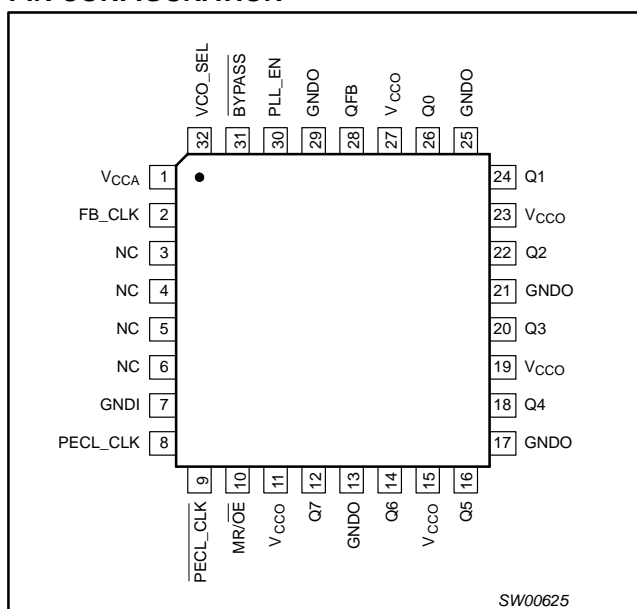 VCO_SEL
BYPASS
PLL_EN
GNDO
QFB
VCCO
Q0
GNDO
32 31 30 29 28 27 26 25
VCCA 1
FB_CLK 2
NC 3
NC 4
NC 5
NC 6
GNDI 7
PECL_CLK 8
24 Q1
23 VCCO
22 Q2
21 GNDO
20 Q3
19 VCCO
18 Q4
17 GNDO
9 10 11 12 13 14 15 16
PECL_CLK
MR/OE
VCCO
Q7
GNDO
Q6
VCCO
Q5
SW00625